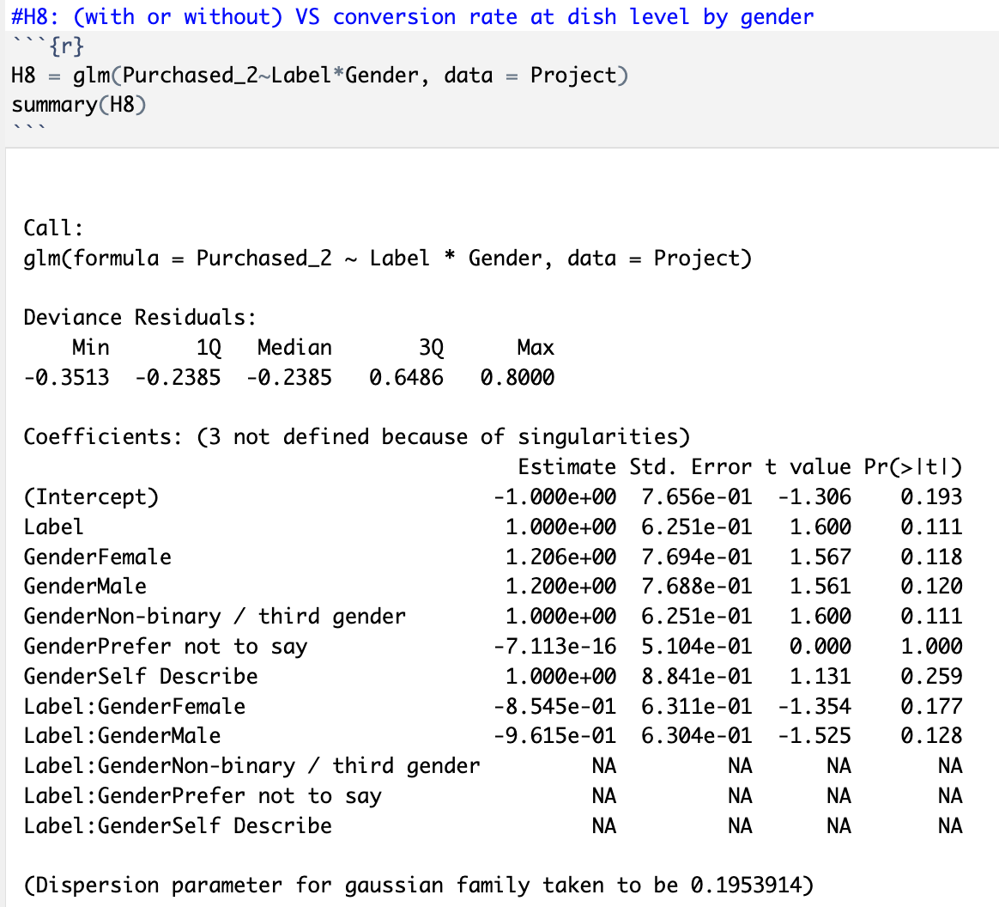 #H8: (with or without) VS conversion rate at dish level by gender
```{r}
H8 = glm(Purchased_2~Label*Gender, data = Project)
summary(H8)
```
Call:
glm(formula = Purchased_2 ~ Label * Gender, data = Project)
Deviance Residuals:
Min 1Q Median 3Q Max
-0.3513 -0.2385 -0.2385 0.6486 0.8000
Coefficients: (3 not defined because of singularities)
Estimate Std. Error t value Pr(>|t|)
(Intercept) -1.000e+00 7.656e-01 -1.306 0.193
Label 1.000e+00 6.251e-01 1.600 0.111
GenderFemale 1.206e+00 7.694e-01 1.567 0.118
GenderMale 1.200e+00 7.688e-01 1.561 0.120
GenderNon-binary / third gender 1.000e+00 6.251e-01 1.600 0.111
GenderPrefer not to say -7.113e-16 5.104e-01 0.000 1.000
GenderSelf Describe 1.000e+00 8.841e-01 1.131 0.259
Label:GenderFemale -8.545e-01 6.311e-01 -1.354 0.177
Label:GenderMale -9.615e-01 6.304e-01 -1.525 0.128
Label:GenderNon-binary / third gender NA NA NA NA
Label:GenderPrefer not to say NA NA NA NA
Label:GenderSelf Describe NA NA NA NA
(Dispersion parameter for gaussian family taken to be 0.1953914)